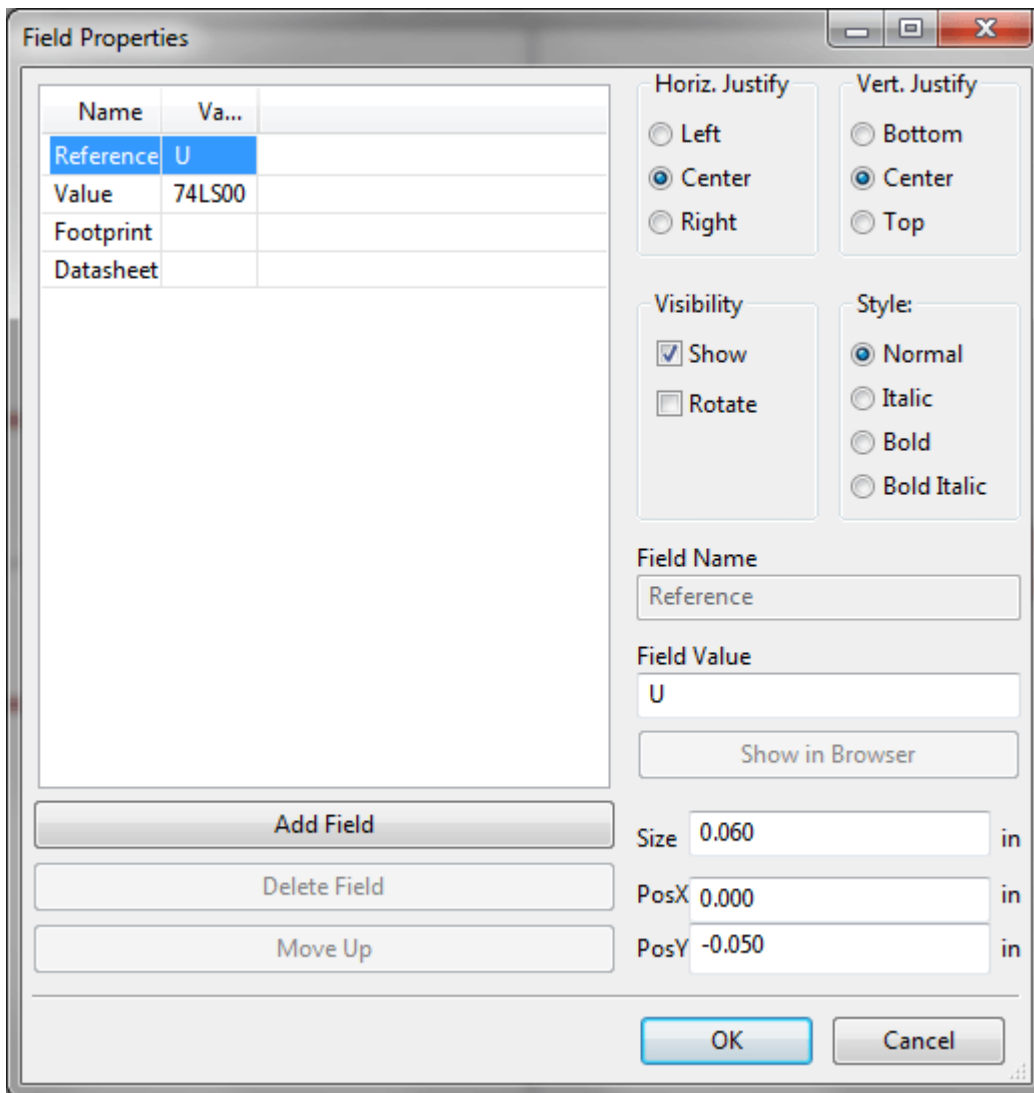 Field Properties
Name Va...
Reference U
Value 74LS00
Footprint
Datasheet
Add Field
Delete Field
Move Up
Horiz. Justify
Left
Center
Right
Vert. Justify
Bottom
Center
Top
Visibility
Show
Rotate
Style:
Normal
Italic
Bold
Bold Italic
Field Name
Reference
Field Value
U
Show in Browser
Size 0.060 in
PosX 0.000 in
PosY -0.050 in
OK Cancel